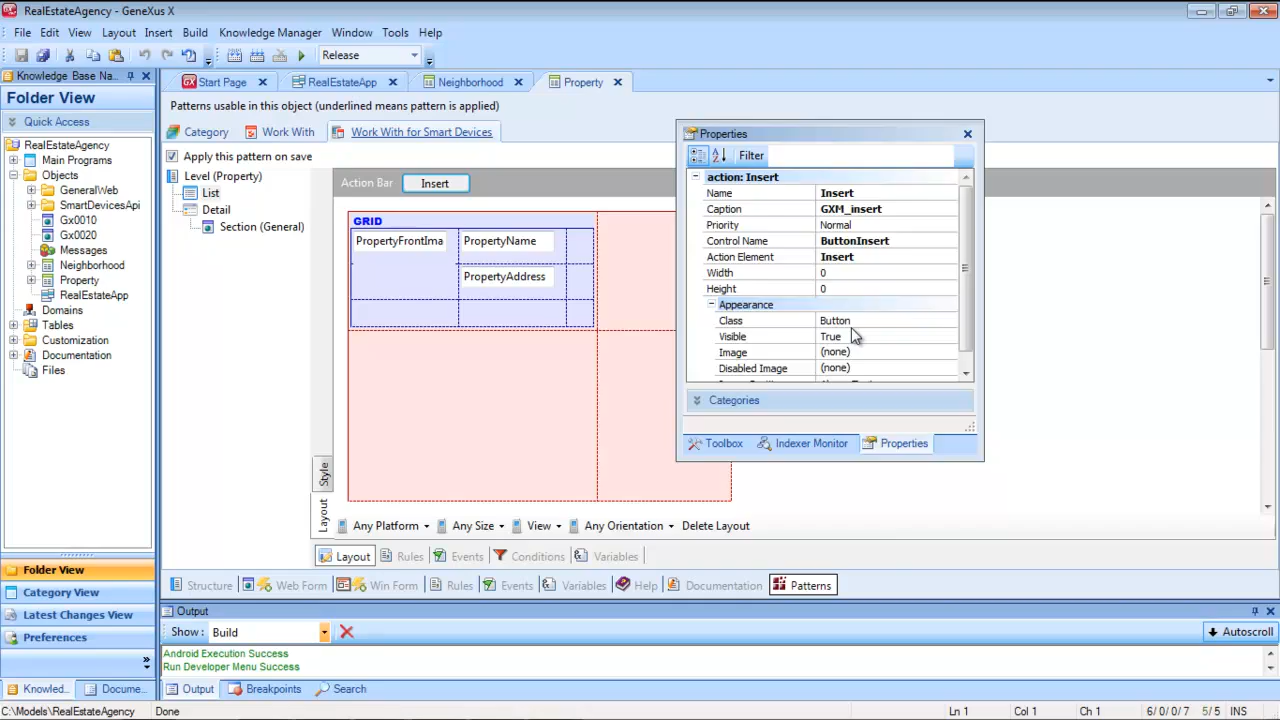 RealEstateAgency - GeneXus X
File Edit View Layout Insert Build Knowledge Manager Window Tools Help
Release
Knowledge Base Na...
Start Page RealEstateApp Neighborhood Property
Folder View
Patterns usable in this object (underlined means pattern is applied)
Quick Access
Category Work With Work With for Smart Devices
RealEstateAgency
Main Programs
Objects
GeneralWeb
SmartDevicesApi
Gx0010
Gx0020
Messages
Neighborhood
Property
RealEstateApp
Domains
Tables
Customization
Documentation
Files
Apply this pattern on save
Level (Property)
List
Detail
Section (General)
Action Bar Insert
GRID
PropertyFrontIma PropertyName
PropertyAddress
Properties
Filter
action: Insert
Name Insert
Caption GXM_insert
Priority Normal
Control Name ButtonInsert
Action Element Insert
Width 0
Height 0
Appearance
Class Button
Visible True
Image (none)
Disabled Image (none)
Categories
Toolbox Indexer Monitor Properties
Style
Layout
Any Platform Any Size View Any Orientation Delete Layout
Layout Rules Events Conditions Variables
Structure Web Form Win Form Rules Events Variables Help Documentation Patterns
Folder View
Category View
Latest Changes View
Preferences
Knowled... Docume...
Output
Show: Build Autoscroll
Android Execution Success
Run Developer Menu Success
Output Breakpoints Search
C:\Models\RealEstateAgency Done Ln 1 Col 1 Ch 1 6/ 0/ 0/ 7 5/ 5 INS